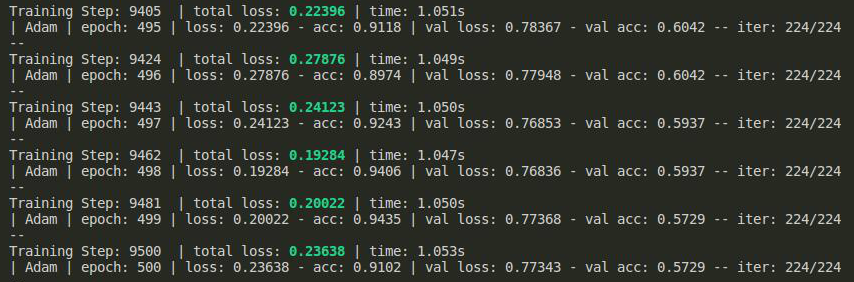 Training Step: 9405  | total loss: 0.22396 | time: 1.051s
| Adam | epoch: 495 | loss: 0.22396 - acc: 0.9118 | val loss: 0.78367 - val acc: 0.6042 -- iter: 224/224
--
Training Step: 9424  | total loss: 0.27876 | time: 1.049s
| Adam | epoch: 496 | loss: 0.27876 - acc: 0.8974 | val loss: 0.77948 - val acc: 0.6042 -- iter: 224/224
--
Training Step: 9443  | total loss: 0.24123 | time: 1.050s
| Adam | epoch: 497 | loss: 0.24123 - acc: 0.9243 | val loss: 0.76853 - val acc: 0.5937 -- iter: 224/224
--
Training Step: 9462  | total loss: 0.19284 | time: 1.047s
| Adam | epoch: 498 | loss: 0.19284 - acc: 0.9406 | val loss: 0.76836 - val acc: 0.5937 -- iter: 224/224
--
Training Step: 9481  | total loss: 0.20022 | time: 1.050s
| Adam | epoch: 499 | loss: 0.20022 - acc: 0.9435 | val loss: 0.77368 - val acc: 0.5729 -- iter: 224/224
--
Training Step: 9500  | total loss: 0.23638 | time: 1.053s
| Adam | epoch: 500 | loss: 0.23638 - acc: 0.9102 | val loss: 0.77343 - val acc: 0.5729 -- iter: 224/224